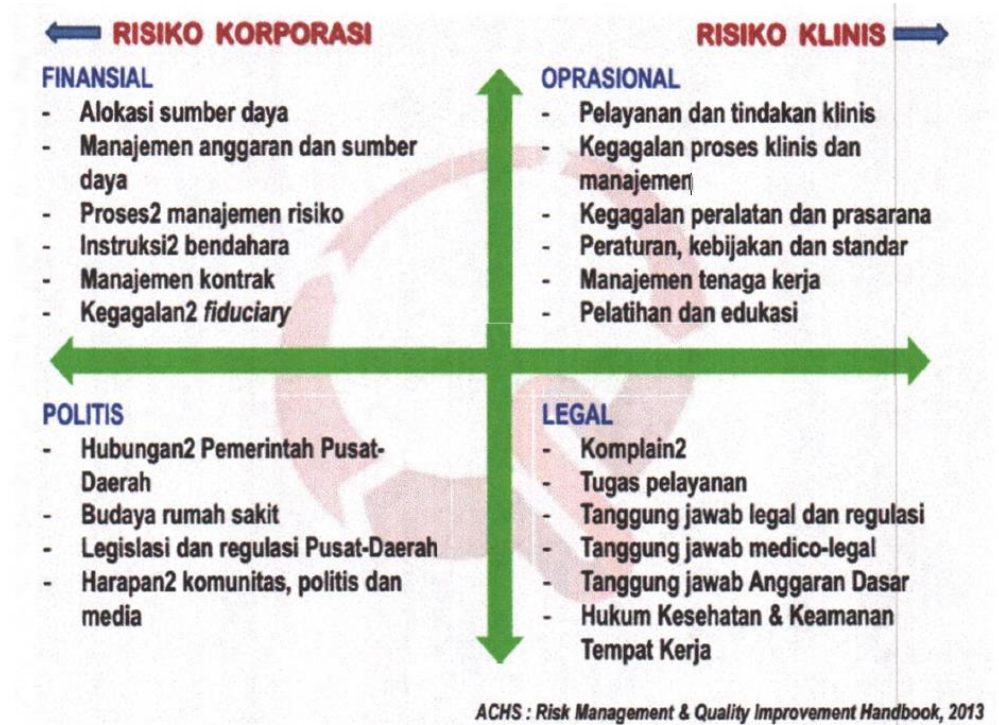 RISIKO KORPORASI
RISIKO KLINIS
FINANSIAL
- Alokasi sumber daya
- Manajemen anggaran dan sumber
daya
- Proses2 manajemen risiko
- Instruksi2 bendahara
- Manajemen kontrak
- Kegagalan2 fiduciary
OPRASIONAL
- Pelayanan dan tindakan klinis
- Kegagalan proses klinis dan
manajemen
- Kegagalan peralatan dan prasarana
- Peraturan, kebijakan dan standar
- Manajemen tenaga kerja
- Pelatihan dan edukasi
POLITIS
- Hubungan2 Pemerintah Pusat-
Daerah
- Budaya rumah sakit
- Legislasi dan regulasi Pusat-Daerah
- Harapan2 komunitas, politis dan
media
LEGAL
- Komplain2
- Tugas pelayanan
- Tanggung jawab legal dan regulasi
- Tanggung jawab medico-legal
- Tanggung jawab Anggaran Dasar
- Hukum Kesehatan & Keamanan
Tempat Kerja
ACHS : Risk Management & Quality Improvement Handbook, 2013